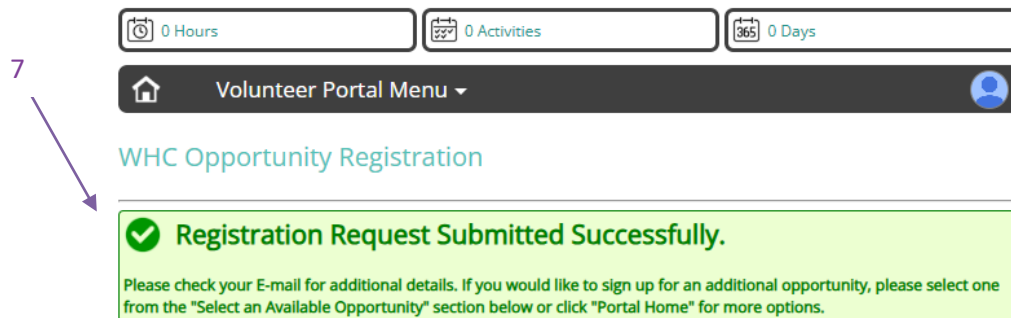 0 Hours
0 Activities
365 0 Days
7
Volunteer Portal Menu
WHC Opportunity Registration
Registration Request Submitted Successfully.
Please check your E-mail for additional details. If you would like to sign up for an additional opportunity, please select one
from the "Select an Available Opportunity" section below or click "Portal Home" for more options.